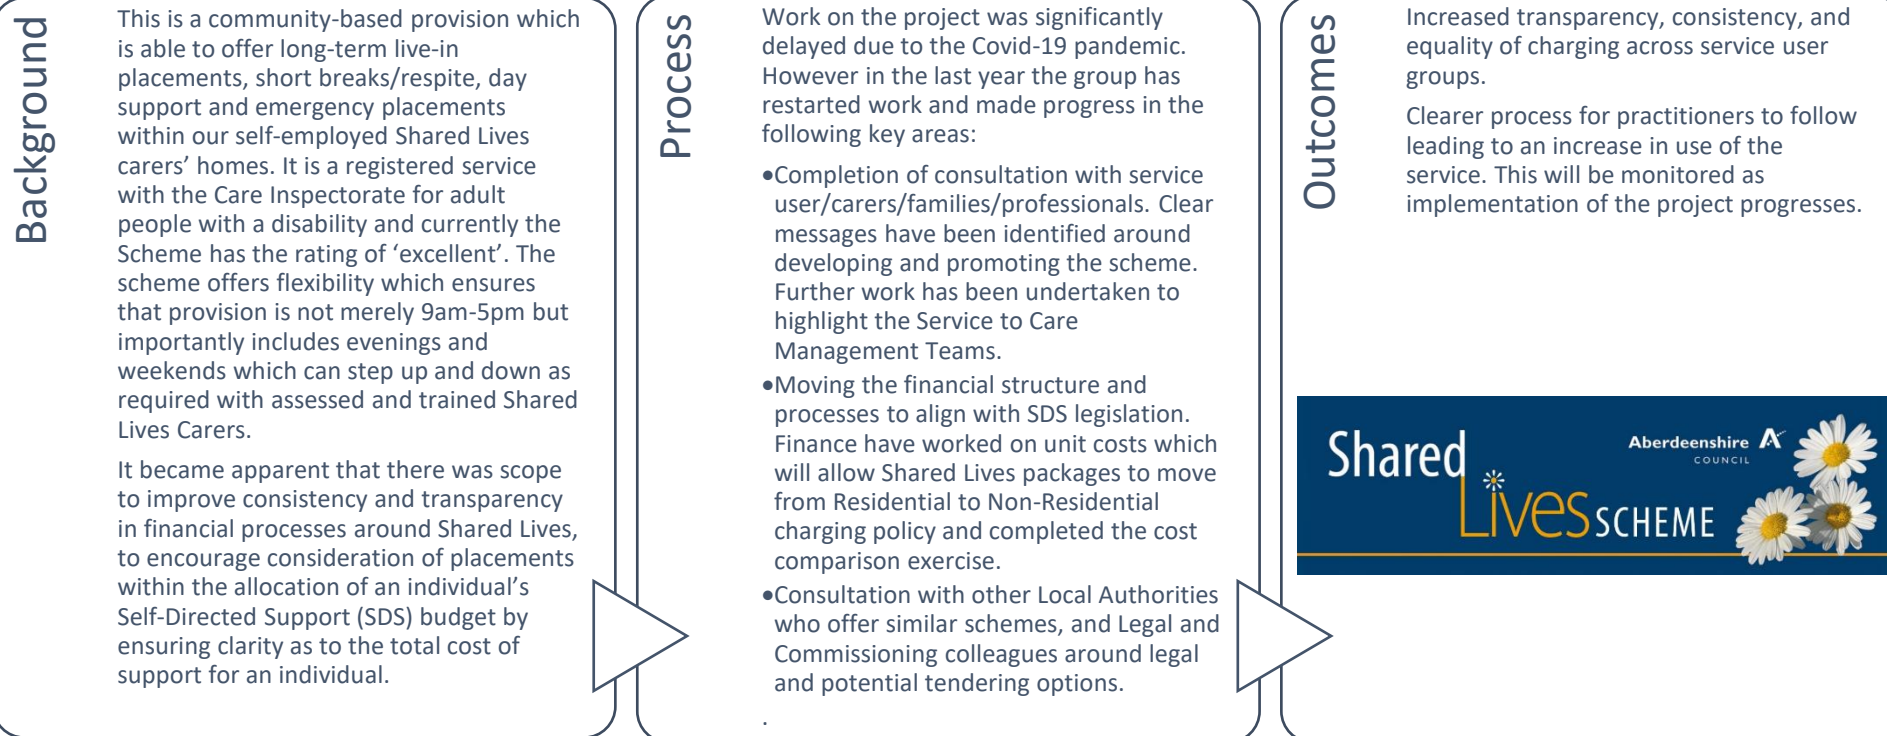 Background
This is a community-based provision which
is able to offer long-term live-in
placements, short breaks/respite, day
support and emergency placements
within our self-employed Shared Lives
carers’ homes. It is a registered service
with the Care Inspectorate for adult
people with a disability and currently the
Scheme has the rating of ‘excellent’. The
scheme offers flexibility which ensures
that provision is not merely 9am-5pm but
importantly includes evenings and
weekends which can step up and down as
required with assessed and trained Shared
Lives Carers.
It became apparent that there was scope
to improve consistency and transparency
in financial processes around Shared Lives,
to encourage consideration of placements
within the allocation of an individual’s
Self-Directed Support (SDS) budget by
ensuring clarity as to the total cost of
support for an individual.
Process
Work on the project was significantly
delayed due to the Covid-19 pandemic.
However in the last year the group has
restarted work and made progress in the
following key areas:
•Completion of consultation with service
user/carers/families/professionals. Clear
messages have been identified around
developing and promoting the scheme.
Further work has been undertaken to
highlight the Service to Care
Management Teams.
•Moving the financial structure and
processes to align with SDS legislation.
Finance have worked on unit costs which
will allow Shared Lives packages to move
from Residential to Non-Residential
charging policy and completed the cost
comparison exercise.
•Consultation with other Local Authorities
who offer similar schemes, and Legal and
Commissioning colleagues around legal
and potential tendering options.
.
Outcomes
Increased transparency, consistency, and
equality of charging across service user
groups.
Clearer process for practitioners to follow
leading to an increase in use of the
service. This will be monitored as
implementation of the project progresses.
Shared
Lives SCHEME
Aberdeenshire
COUNCIL